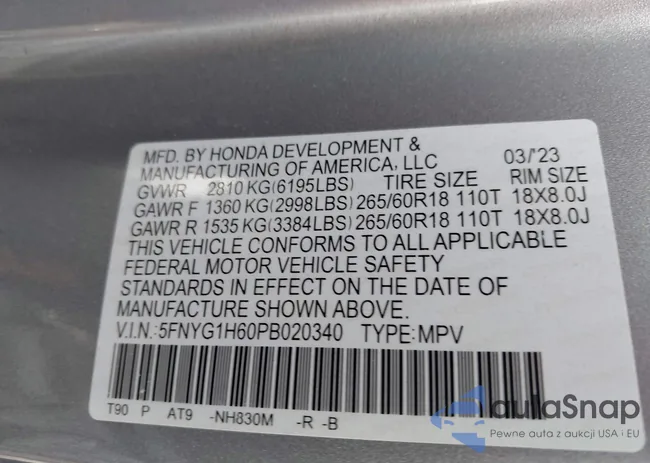 MFD. BY HONDA DEVELOPMENT &
MANUFACTURING OF AMERICA, LLC 03/'23
GVWR 2810 KG(6195LBS) TIRE SIZE RIM SIZE
GAWR F 1360 KG(2998LBS) 265/60R18 110T 18X8.0J
GAWR R 1535 KG(3384LBS) 265/60R18 110T 18X8.0J
THIS VEHICLE CONFORMS TO ALL APPLICABLE
FEDERAL MOTOR VEHICLE SAFETY
STANDARDS IN EFFECT ON THE DATE OF
MANUFACTURE SHOWN ABOVE.
V.I.N.:5FNYG1H60PB020340 TYPE:MPV
T90 P AT9 -NH830M -R -B
aulaSnap
Pewne auta z aukcji USA i EU